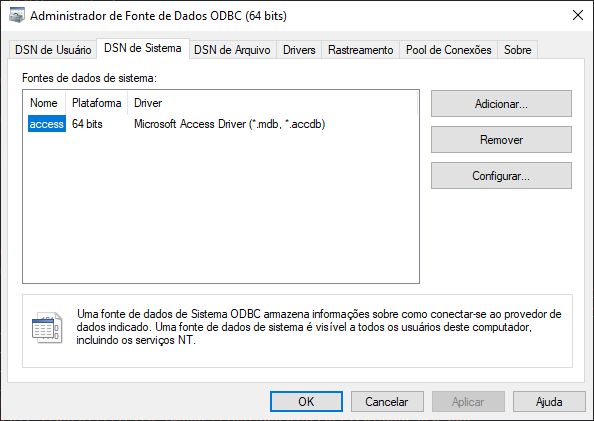 Administrador de Fonte de Dados ODBC (64 bits)
DSN de Usuário DSN de Sistema DSN de Arquivo Drivers Rastreamento Pool de Conexões Sobre
Fontes de dados de sistema:
Nome Plataforma Driver
access 64 bits Microsoft Access Driver (*.mdb, *.accdb)
Adicionar...
Remover
Configurar...
Uma fonte de dados de Sistema ODBC armazena informações sobre como conectar-se ao provedor de
dados indicado. Uma fonte de dados de sistema é visível a todos os usuários deste computador,
incluindo os serviços NT.
OK Cancelar Aplicar Ajuda